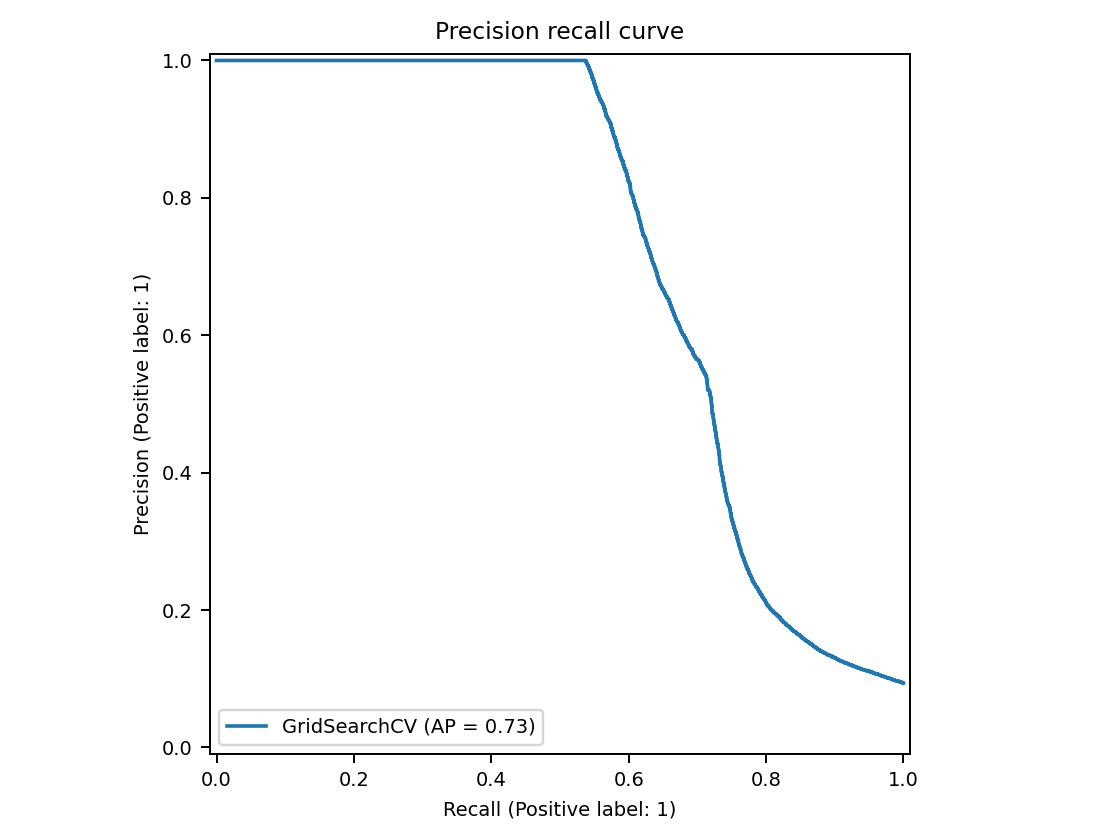 Precision recall curve
1.0
0.8
0.6
0.4
0.2
0.0
Precision (Positive label: 1)
GridSearchCV (AP = 0.73)
0.0 0.2 0.4 0.6 0.8 1.0
Recall (Positive label: 1)